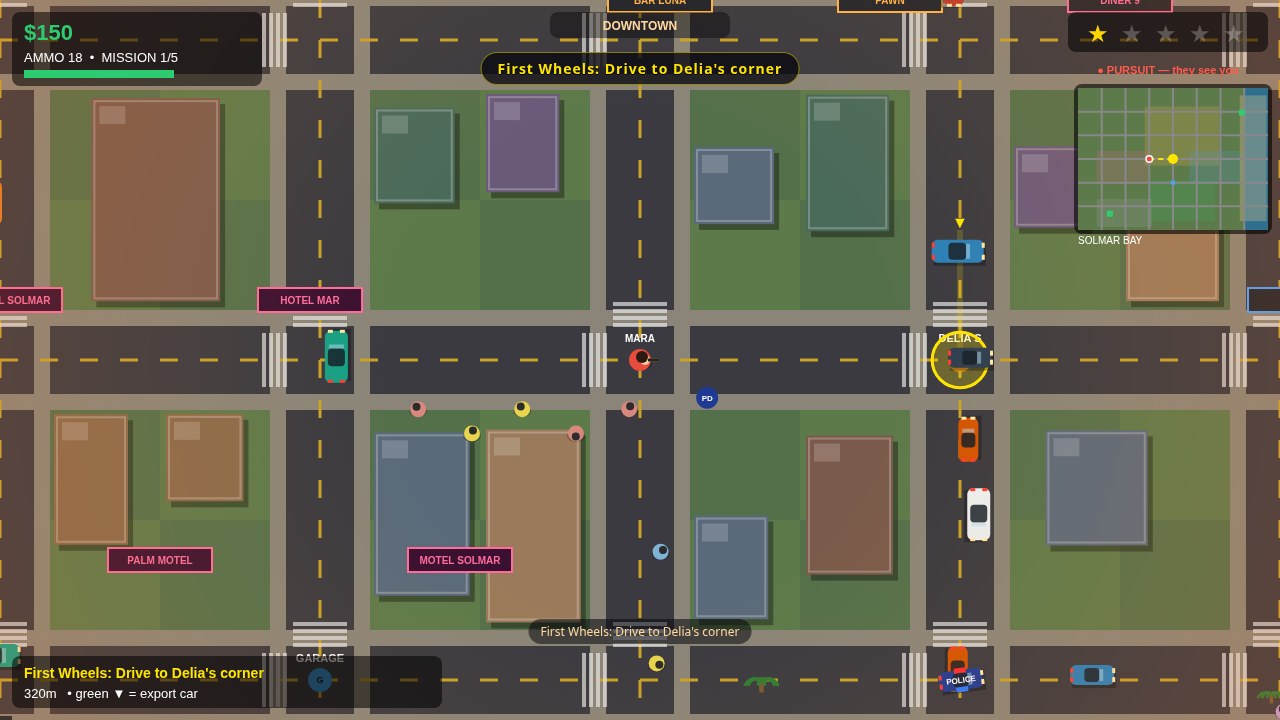 BAR LUNA
PAWN
DINER 9
$150
DOWNTOWN
AMMO 18 • MISSION 1/5
First Wheels: Drive to Delia's corner
● PURSUIT — they see you
SOLMAR BAY
L SOLMAR
HOTEL MAR
MARA
DELIA'S
PD
PALM MOTEL
MOTEL SOLMAR
First Wheels: Drive to Delia's corner
GARAGE
G
POLICE
First Wheels: Drive to Delia's corner
320m • green ▼ = export car